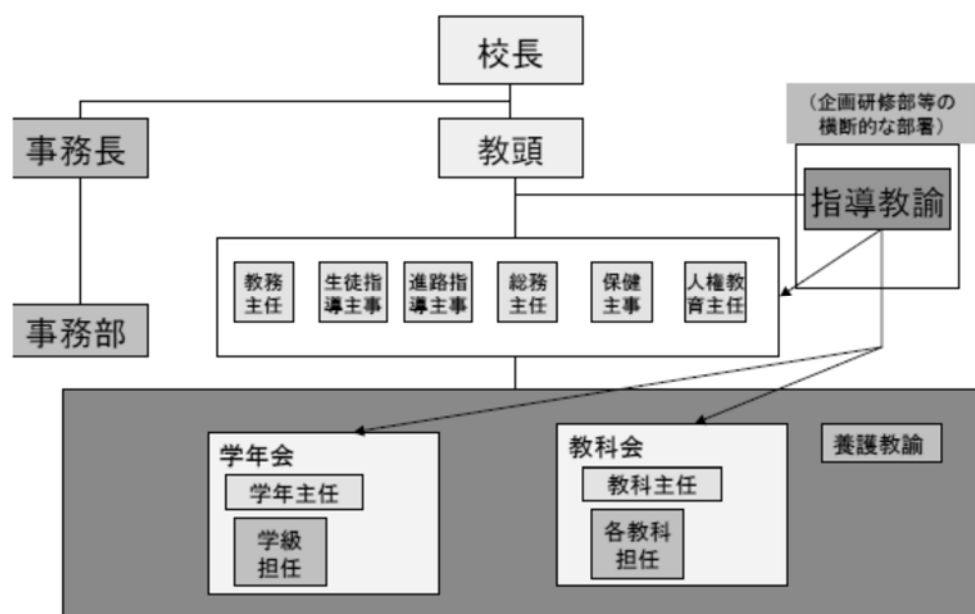 校長
（企画研修部等の
横断的な部署）
事務長
教頭
指導教諭
教務
主任
生徒指
導主事
進路指
導主事
総務
主任
保健
主事
人権教
育主任
事務部
学年会
学年主任
学級
担任
教科会
教科主任
各教科
担任
養護教諭